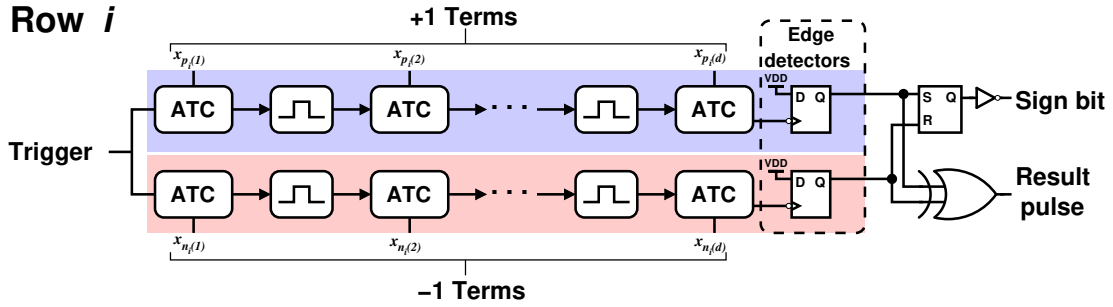 Row i
+1 Terms
Edge
detectors
x_{p_i(1)} x_{p_i(2)} x_{p_i(d)}
VDD
ATC ATC · · · ATC D Q S Q Sign bit
R
Trigger
VDD
ATC ATC · · · ATC D Q Result
pulse
x_{n_i(1)} x_{n_i(2)} x_{n_i(d)}
−1 Terms